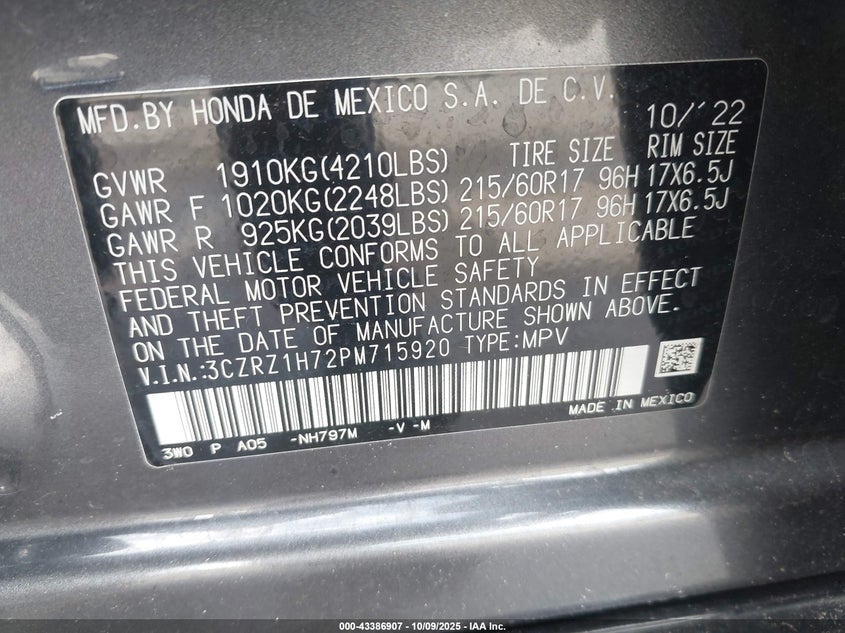 MFD.BY HONDA DE MEXICO S.A. DE C.V. 10/'22
TIRE SIZE RIM SIZE
GVWR 1910KG(4210LBS)
GAWR F 1020KG(2248LBS) 215/60R17 96H 17X6.5J
GAWR R 925KG(2039LBS) 215/60R17 96H 17X6.5J
THIS VEHICLE CONFORMS TO ALL APPLICABLE
FEDERAL MOTOR VEHICLE SAFETY
AND THEFT PREVENTION STANDARDS IN EFFECT
ON THE DATE OF MANUFACTURE SHOWN ABOVE.
V.I.N.:3CZRZ1H72PM715920 TYPE:MPV
MADE IN MEXICO
3W0 P A05 -NH797M -V -M
000-43386907 - 10/09/2025 - IAA Inc.